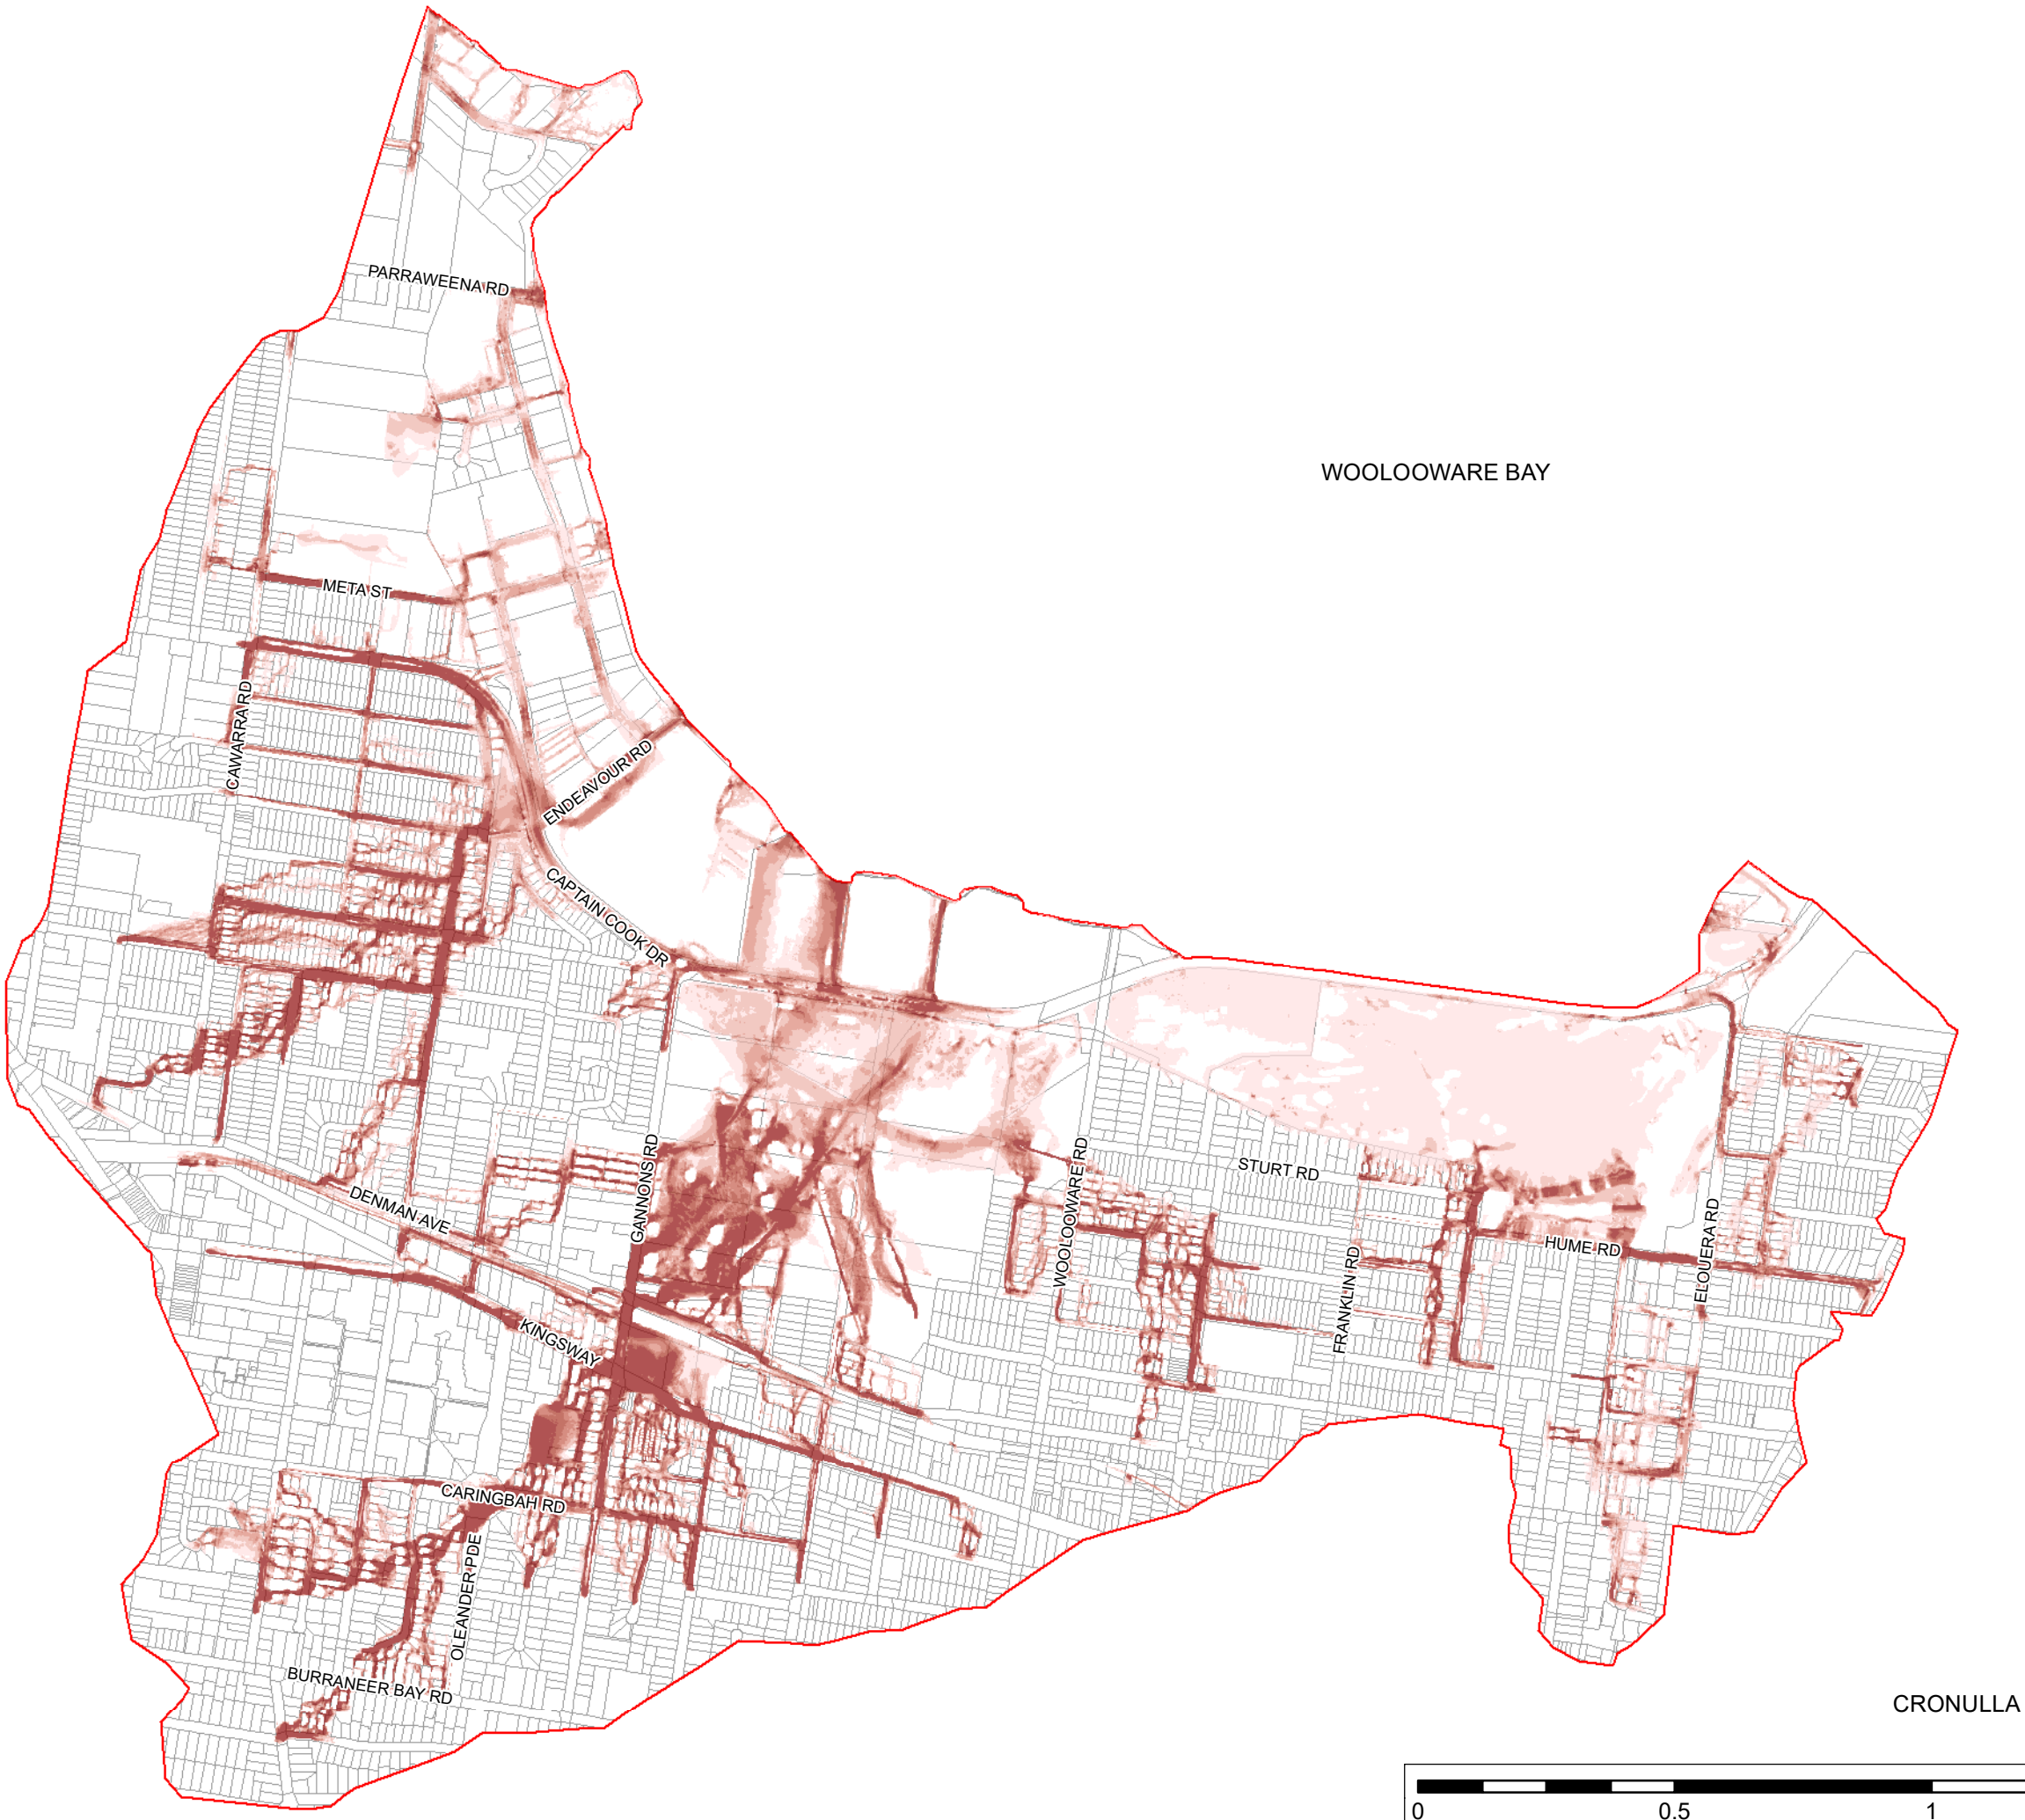 PARRAWEENA RD
WOOLOOWARE BAY
META ST
CAWARRA RD
ENDEAVOUR RD
CAPTAIN COOK DR
GANNONS RD
WOOLOOWARE RD
STURT RD
DENMAN AVE
ELOUERA RD
HUME RD
FRANKLIN RD
KINGSWAY
CARINGBAH RD
OLEANDER PDE
BURRANEER BAY RD
CRONULLA
0 0.5 1